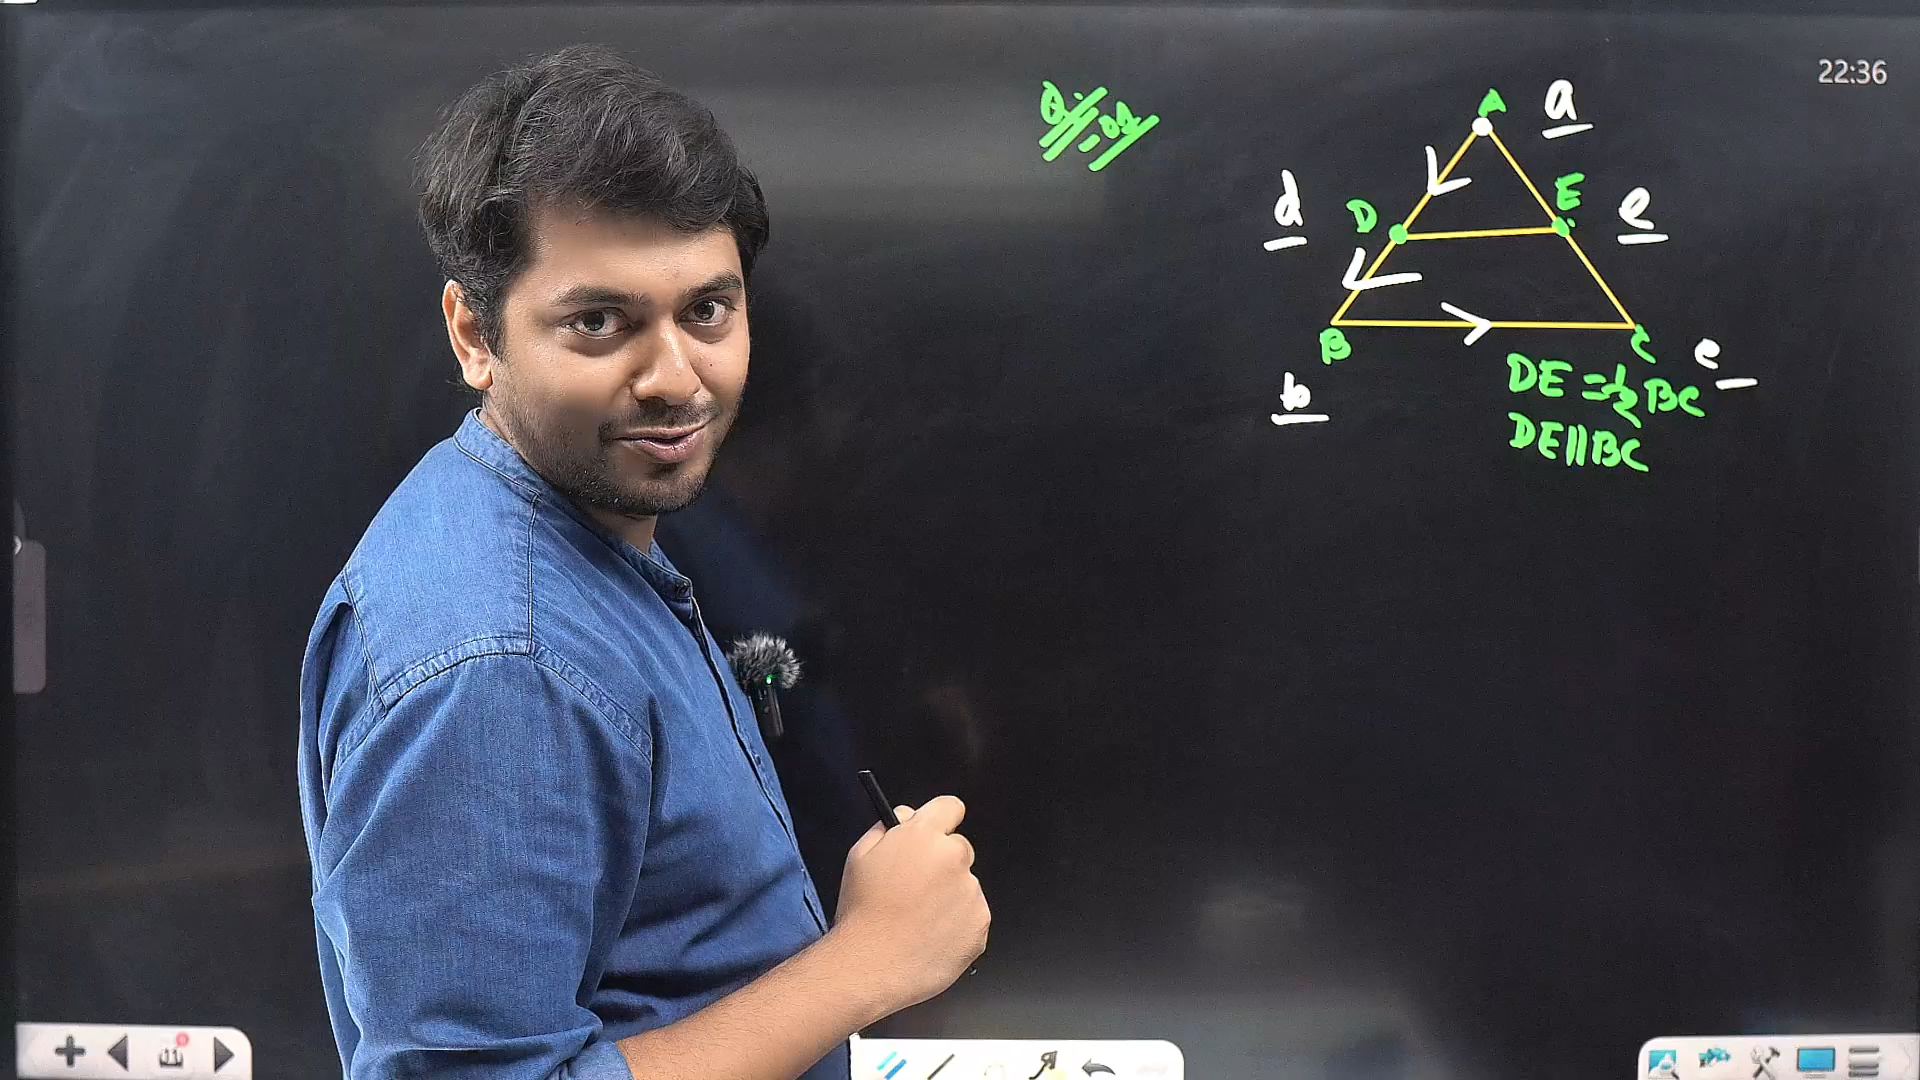 22:36
A a
d D E e
B C c
b
DE = 1/2 BC
DE || BC